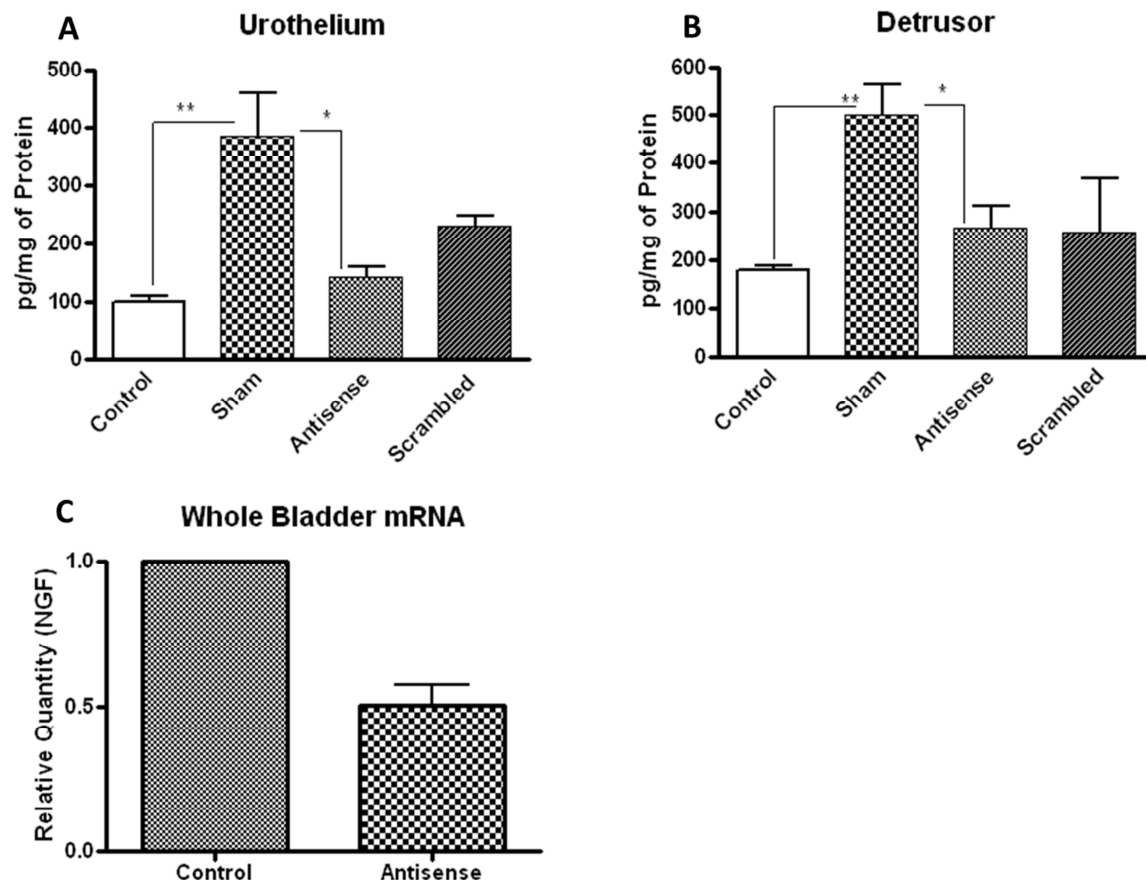 A
Urothelium
pg/mg of Protein
500
400
300
200
100
0
**
*
Control
Sham
Antisense
Scrambled
B
Detrusor
pg/mg of Protein
600
500
400
300
200
100
0
**
*
Control
Sham
Antisense
Scrambled
C
Whole Bladder mRNA
Relative Quantity (NGF)
1.0
0.5
0.0
Control
Antisense